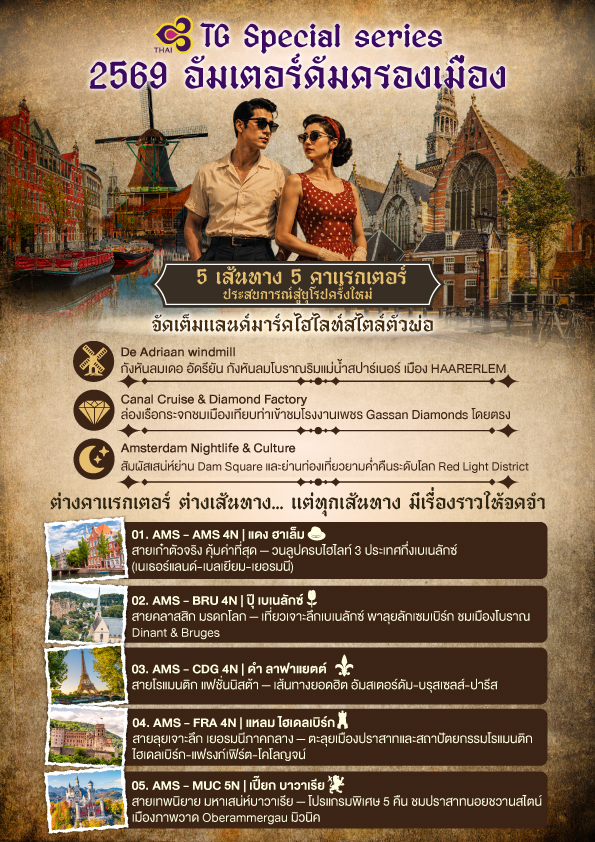 THAI
TG Special series
2569 อันเตอร์ดัมครองเมือง
5 เส้นทาง 5 คาแรกเตอร์
ประสบการณ์สู่ยุโรปครั้งใหม่
จัดเต็มแลนด์มาร์คไฮไลท์สไตล์ตัวพ่อ
De Adriaan windmill
กังหันลมเดอ อัดรียัน กังหันลมโบราณริมแม่น้ำสปาร์เนอร์ เมือง HAARERLEM
Canal Cruise & Diamond Factory
ล่องเรือกระจกชมเมืองเทียบท่าเข้าชมโรงงานเพชร Gassan Diamonds โดยตรง
Amsterdam Nightlife & Culture
สัมผัสเสน่ห์ย่าน Dam Square และย่านท่องเที่ยวยามค่ำคืนระดับโลก Red Light District
ต่างคาแรกเตอร์ ต่างเส้นทาง... แต่ทุกเส้นทาง มีเรื่องราวให้จดจำ
01. AMS - AMS 4N | แดง ฮาเล็ม
สายเก๋าตัวจริง คุ้มค่าที่สุด — วนลูปครบไฮไลท์ 3 ประเทศกึ่งเบเนลักซ์
(เนเธอร์แลนด์-เบลเยียม-เยอรมนี)
02. AMS - BRU 4N | ปุ๊ เบเนลักซ์
สายคลาสสิก มรดกโลก — เที่ยวเจาะลึกเบเนลักซ์ พาลุยลักเซมเบิร์ก ชมเมืองโบราณ
Dinant & Bruges
03. AMS - CDG 4N | ดำ ลาฟาแยตต์
สายโรแมนติก แฟชั่นนิสต้า — เส้นทางยอดฮิต อัมสเตอร์ดัม-บรุสเซลส์-ปารีส
04. AMS - FRA 4N | แหลม ไฮเดลเบิร์ก
สายลุยเจาะลึก เยอรมนีภาคกลาง — ตะลุยเมืองปราสาทและสถาปัตยกรรมโรแมนติก
ไฮเดลเบิร์ก-แฟรงก์เฟิร์ต-โคโลญจน์
05. AMS - MUC 5N | เปี๊ยก บาวาเรีย
สายเทพนิยาย มหาเสน่ห์บาวาเรีย — โปรแกรมพิเศษ 5 คืน ชมปราสาทนอยชวานสไตน์
เมืองภาพวาด Oberammergau มิวนิค